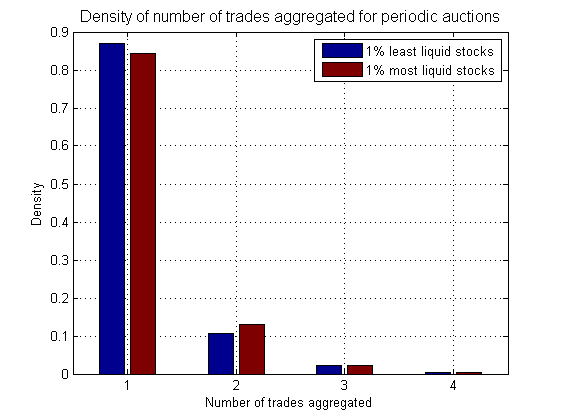 Density of number of trades aggregated for periodic auctions
0.9
1% least liquid stocks
1% most liquid stocks
0.8
0.7
0.6
0.5
Density
0.4
0.3
0.2
0.1
0
1 2 3 4
Number of trades aggregated